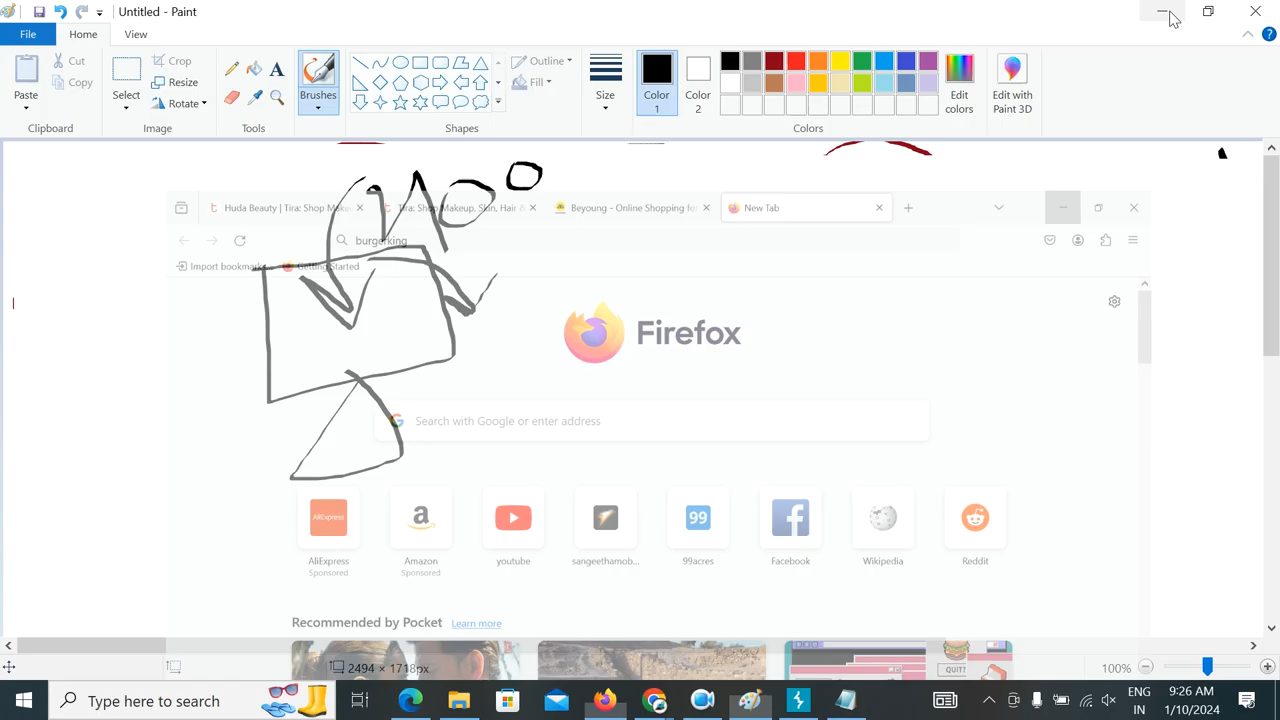 Untitled - Paint
File Home View
Paste
Cut
Copy
Clipboard
Select
Crop
Resize
Rotate
Image
Tools
Brushes
Shapes
Outline
Fill
Size
Color 1
Color 2
Edit colors
Colors
Edit with Paint 3D
Huda Beauty | Tira: Shop Make
Tira: Shop Makeup, Skin, Hair &
Beyoung - Online Shopping for
New Tab
burgerking
Import bookmark
Getting Started
Firefox
Search with Google or enter address
AliExpress
a
99
AliExpress Amazon youtube sangeethamob... 99acres Facebook Wikipedia Reddit
Sponsored Sponsored
Recommended by Pocket Learn more
QUIT?
2494 × 1718px
100%
Type here to search
ENG
IN
9:26 AM
1/10/2024